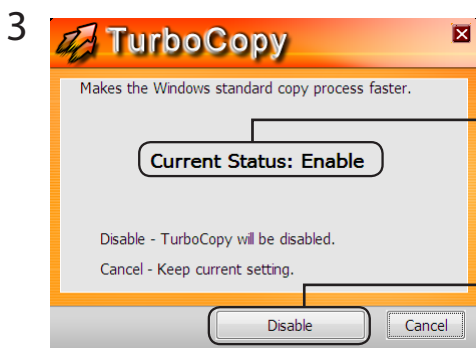 3
TurboCopy
Makes the Windows standard copy process faster.
Current Status: Enable
Disable - TurboCopy will be disabled.
Cancel - Keep current setting.
Disable
Cancel